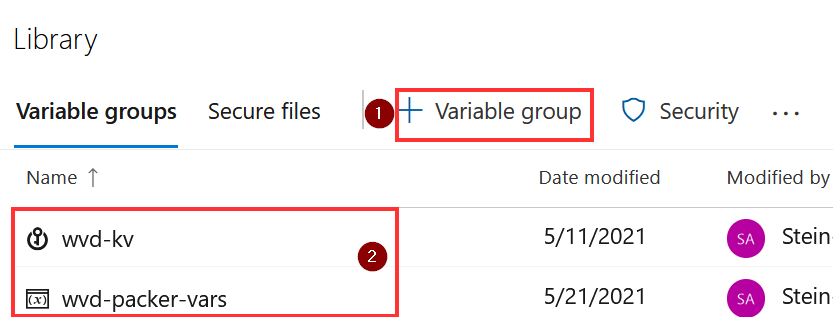 Library
Variable groups Secure files 1 + Variable group Security ...
Name ↑ Date modified Modified by
wvd-kv 2 5/11/2021 SA Stein-
(x) wvd-packer-vars 5/21/2021 SA Stein-